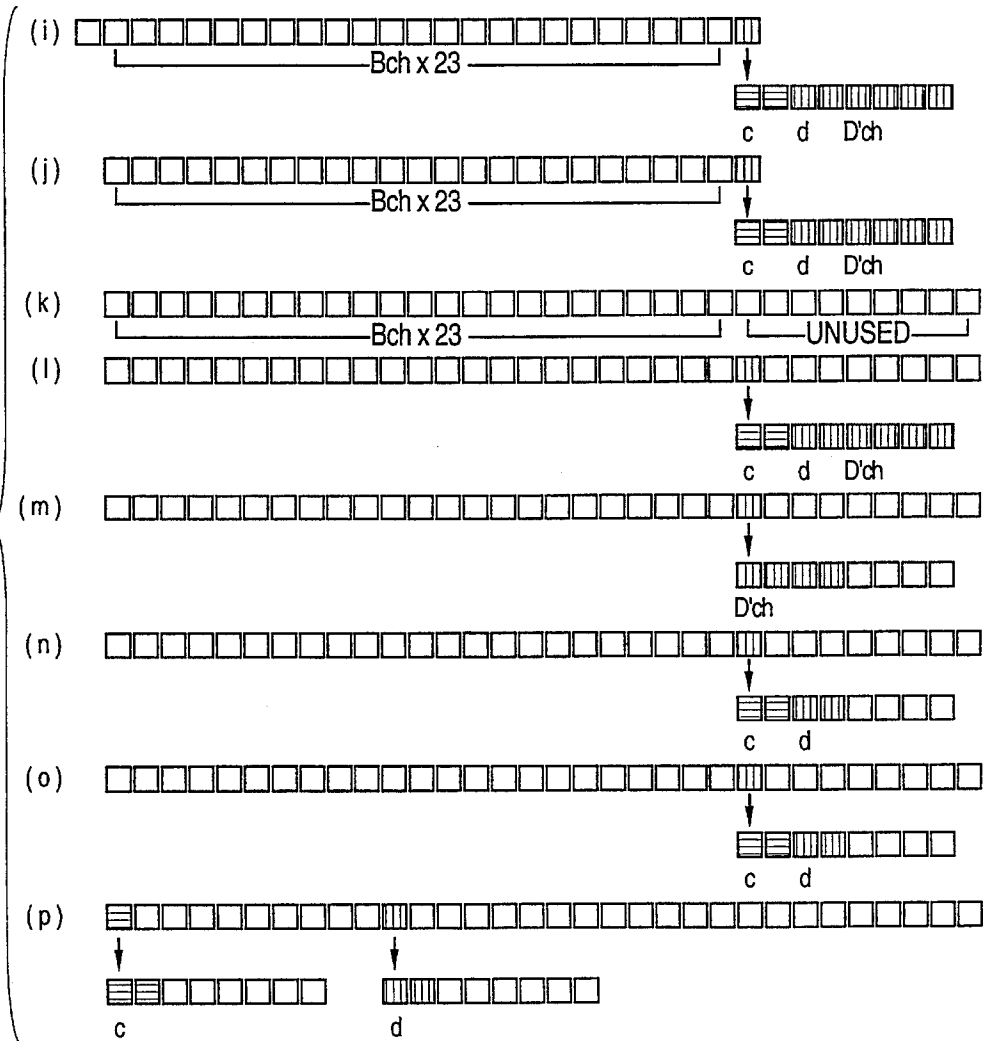 (i)
Bch x 23
c d D'ch
(j)
Bch x 23
c d D'ch
(k)
Bch x 23 UNUSED
(l)
c d D'ch
(m)
D'ch
(n)
c d
(o)
c d
(p)
c d